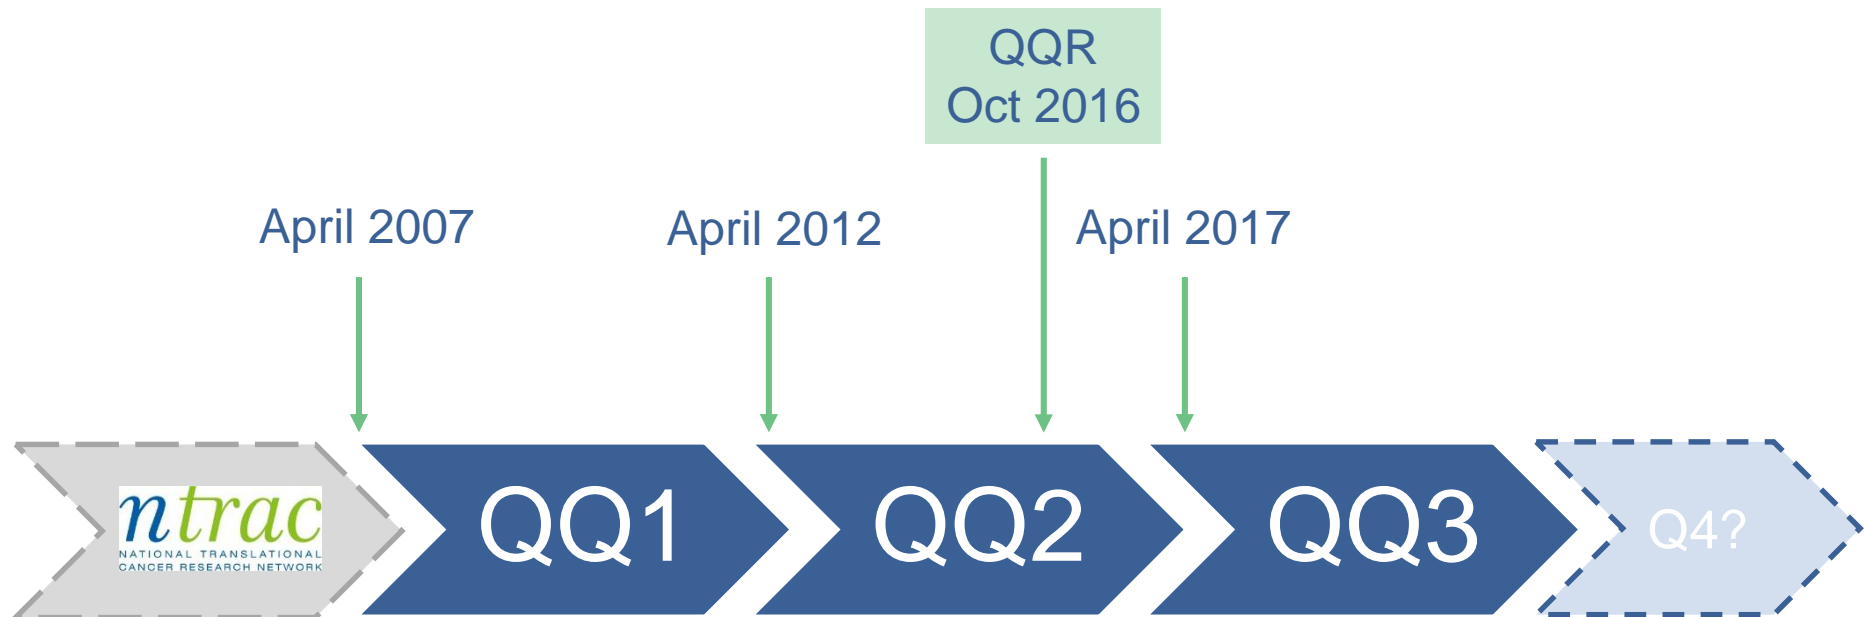 QQR
Oct 2016
April 2007
April 2012
April 2017
ntrac
NATIONAL TRANSLATIONAL
CANCER RESEARCH NETWORK
QQ1
QQ2
QQ3
Q4?